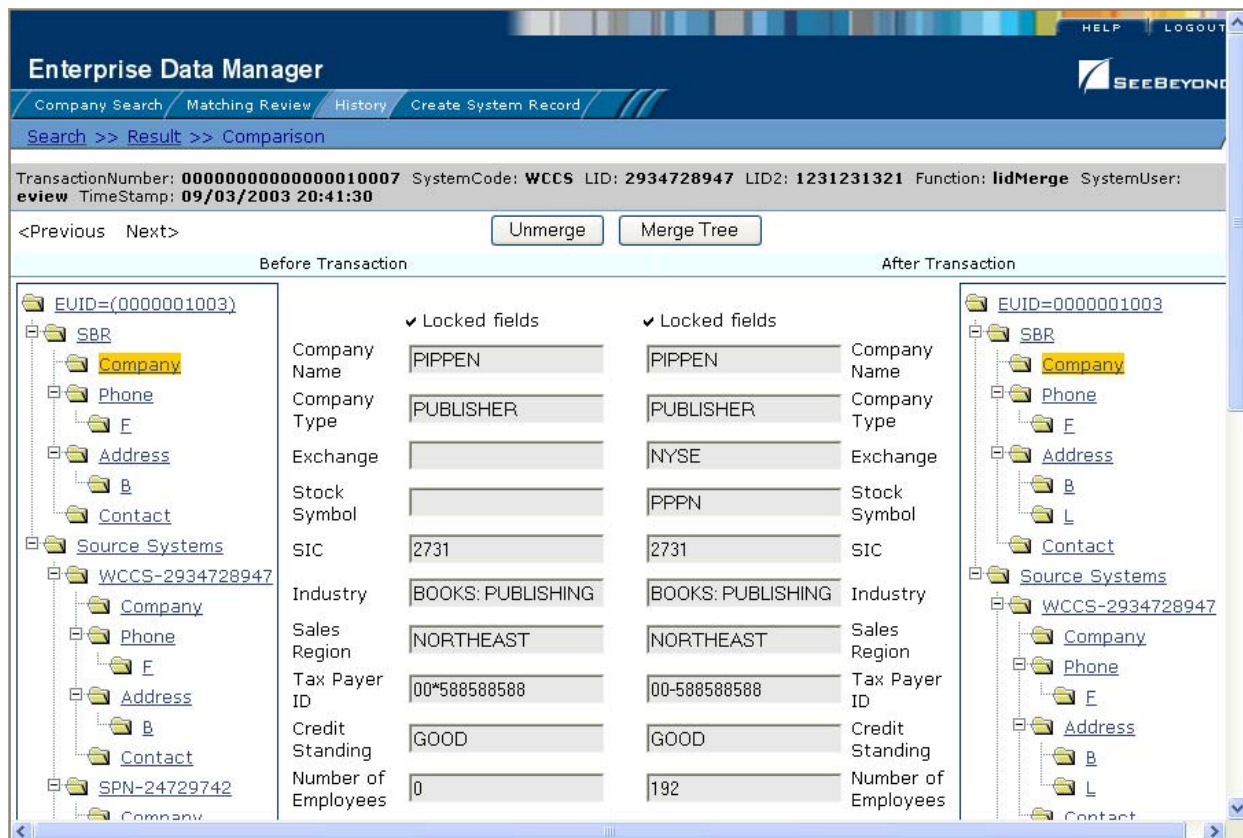 HELP LOGOUT
Enterprise Data Manager
SEEBEYOND
Company Search Matching Review History Create System Record
Search >> Result >> Comparison
TransactionNumber: 00000000000000010007 SystemCode: WCCS LID: 2934728947 LID2: 1231231321 Function: lidMerge SystemUser:
eview TimeStamp: 09/03/2003 20:41:30
<Previous Next> Unmerge Merge Tree
Before Transaction After Transaction
EUID=(0000001003)
SBR
Company
Phone
F
Address
B
Contact
Source Systems
WCCS-2934728947
Company
Phone
F
Address
B
Contact
SPN-24729742
Company
✔ Locked fields ✔ Locked fields
Company Name PIPPEN PIPPEN Company Name
Company Type PUBLISHER PUBLISHER Company Type
Exchange NYSE Exchange
Stock Symbol PPPN Stock Symbol
SIC 2731 2731 SIC
Industry BOOKS: PUBLISHING BOOKS: PUBLISHING Industry
Sales Region NORTHEAST NORTHEAST Sales Region
Tax Payer ID 00*588588588 00-588588588 Tax Payer ID
Credit Standing GOOD GOOD Credit Standing
Number of Employees 0 192 Number of Employees
EUID=0000001003
SBR
Company
Phone
F
Address
B
L
Contact
Source Systems
WCCS-2934728947
Company
Phone
F
Address
B
L
Contact